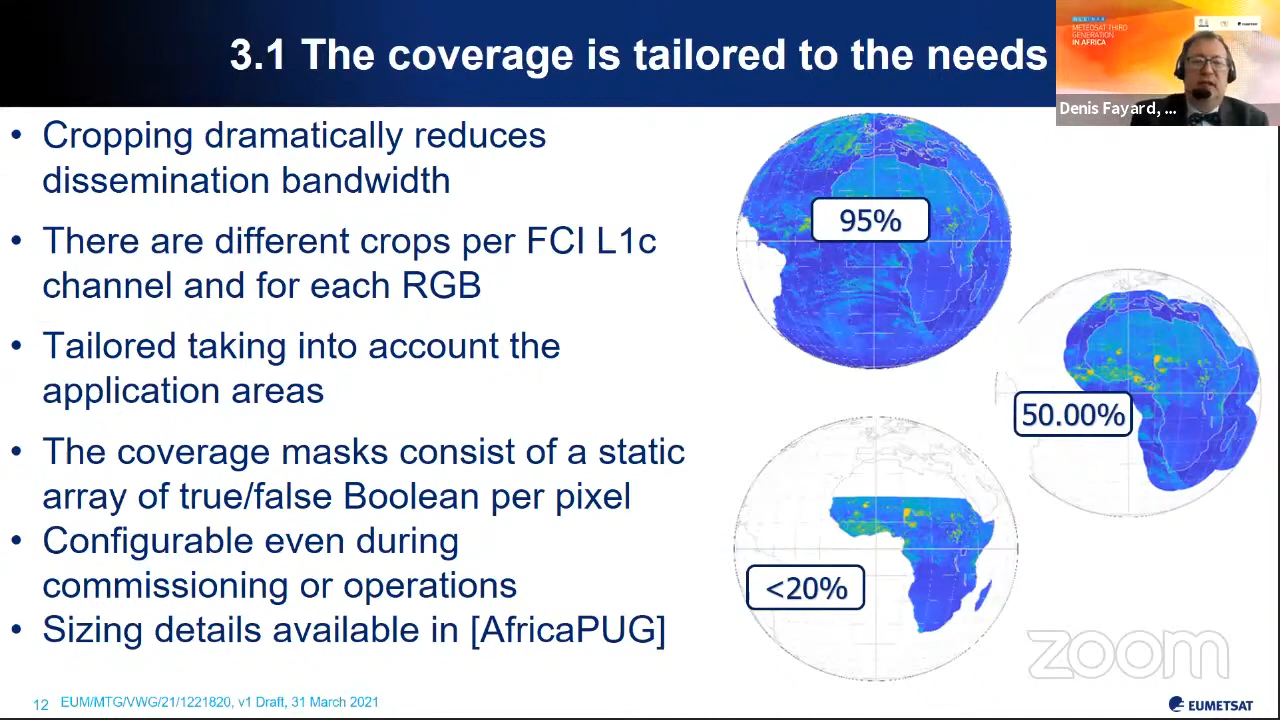 3.1 The coverage is tailored to the needs
METEOSAT THIRD
GENERATION
IN AFRICA
EUMETSAT
Denis Fayard, ...
• Cropping dramatically reduces
dissemination bandwidth
• There are different crops per FCI L1c
channel and for each RGB
• Tailored taking into account the
application areas
• The coverage masks consist of a static
array of true/false Boolean per pixel
• Configurable even during
commissioning or operations
• Sizing details available in [AfricaPUG]
95%
50.00%
<20%
zoom
12 EUM/MTG/VWG/21/1221820, v1 Draft, 31 March 2021
EUMETSAT